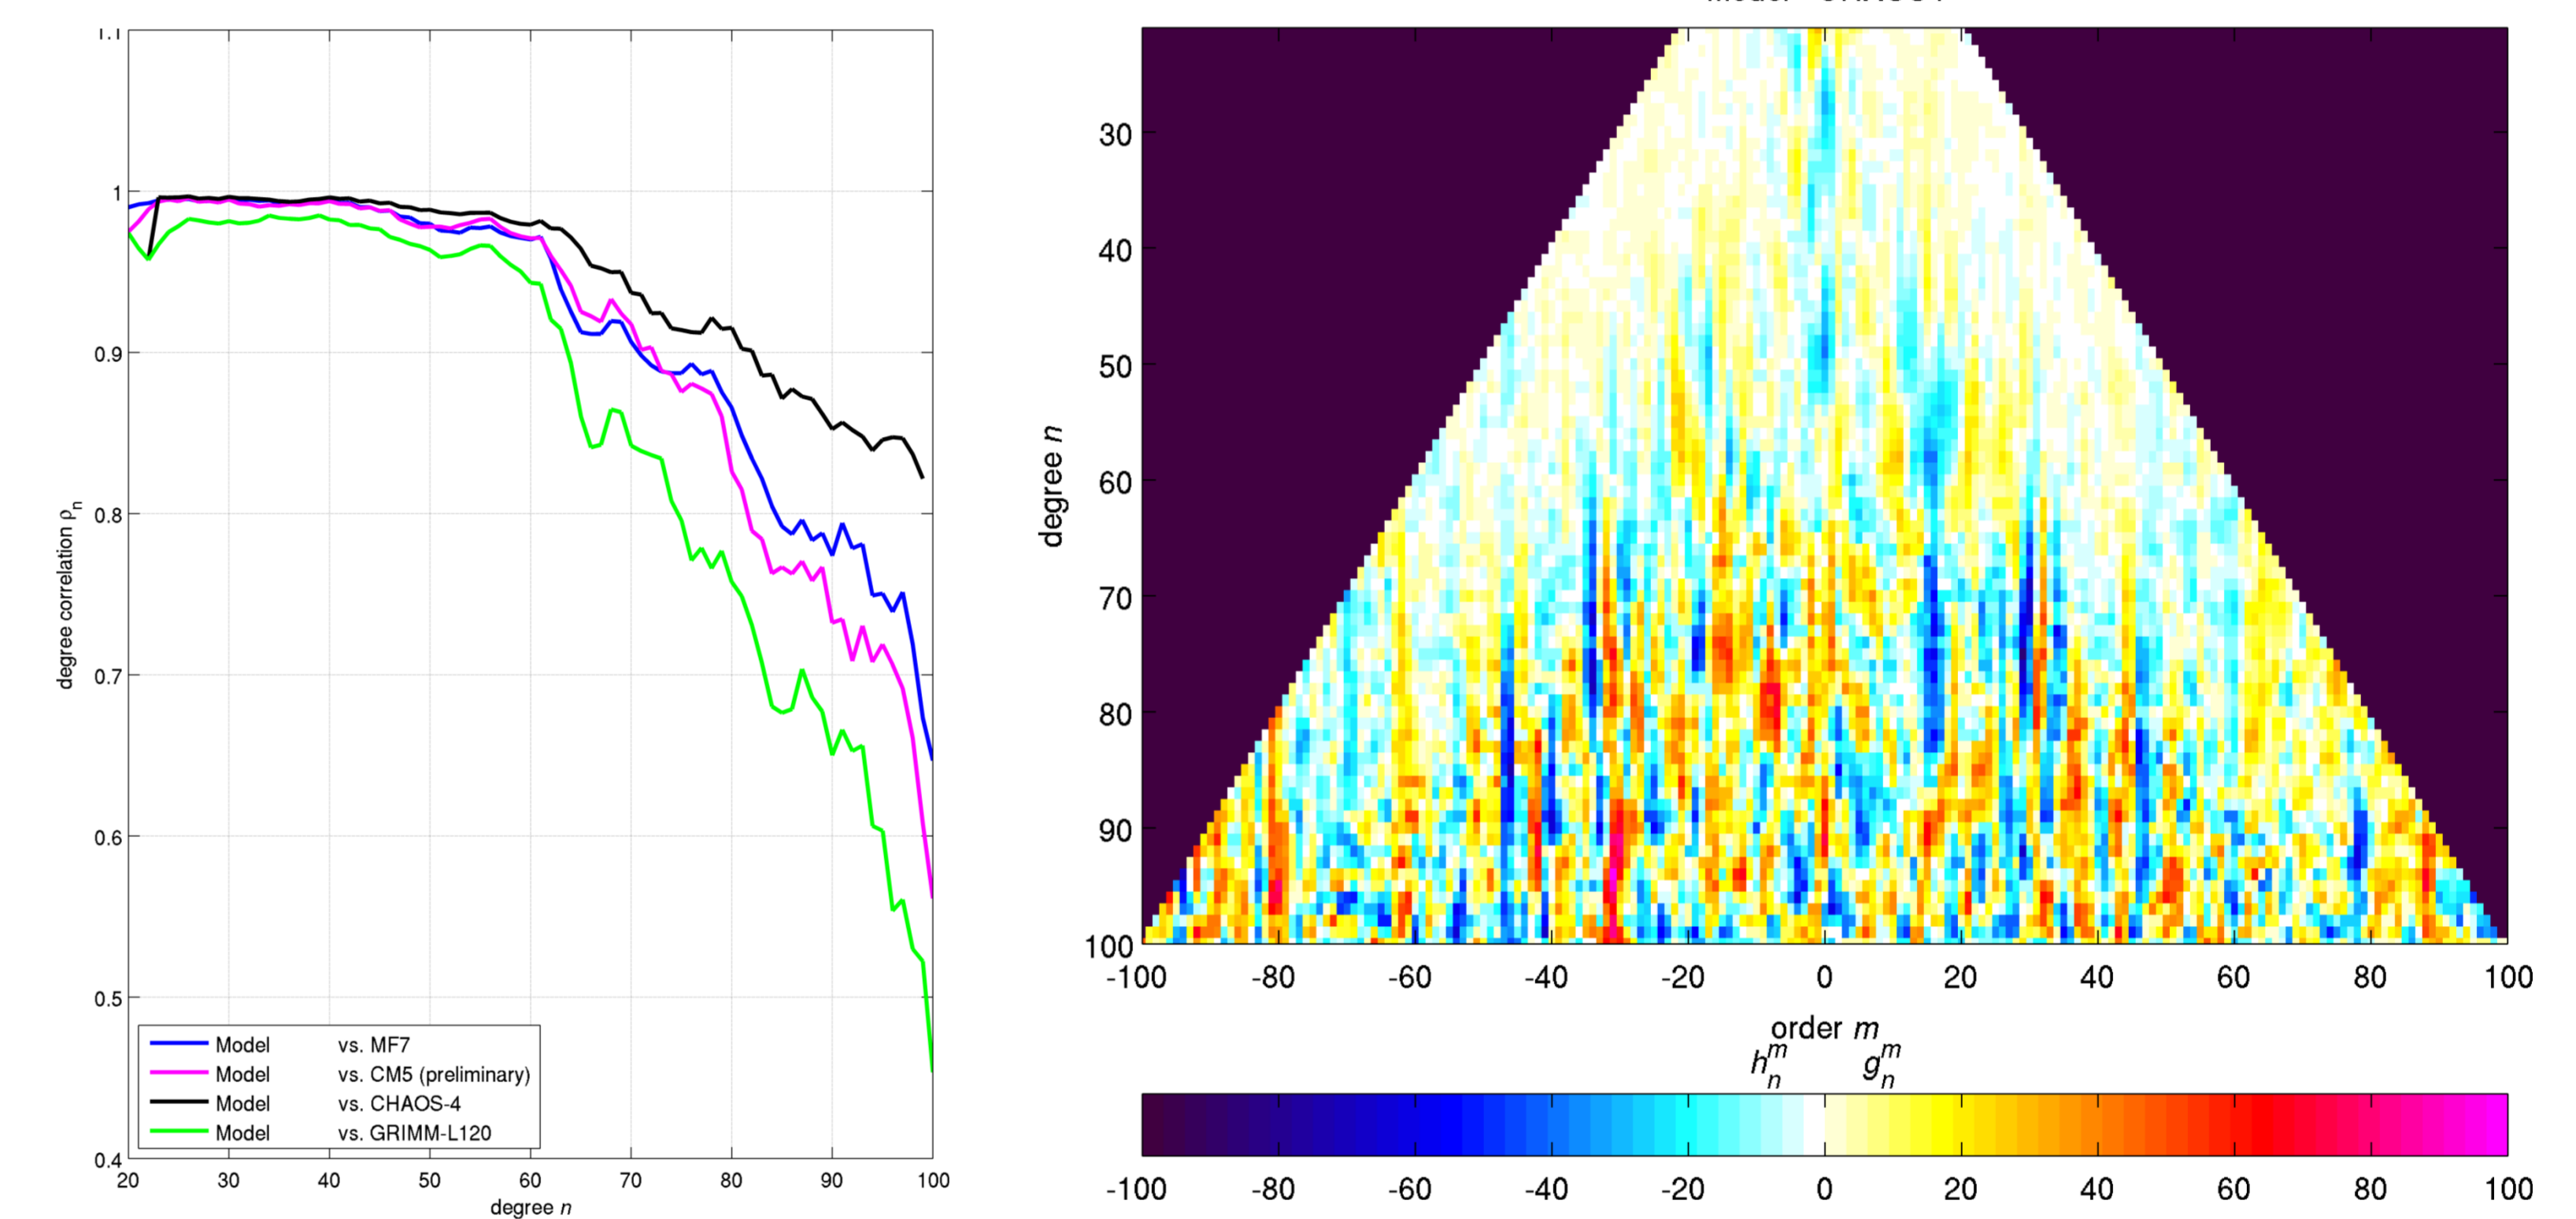 1.1
1
0.9
0.8
0.7
0.6
0.5
0.4
degree correlation ρn
20 30 40 50 60 70 80 90 100
degree n
Model vs. MF7
Model vs. CM5 (preliminary)
Model vs. CHAOS-4
Model vs. GRIMM-L120
30
40
50
60
70
80
90
100
degree n
-100 -80 -60 -40 -20 0 20 40 60 80 100
order m
h_n^m g_n^m
-100 -80 -60 -40 -20 0 20 40 60 80 100